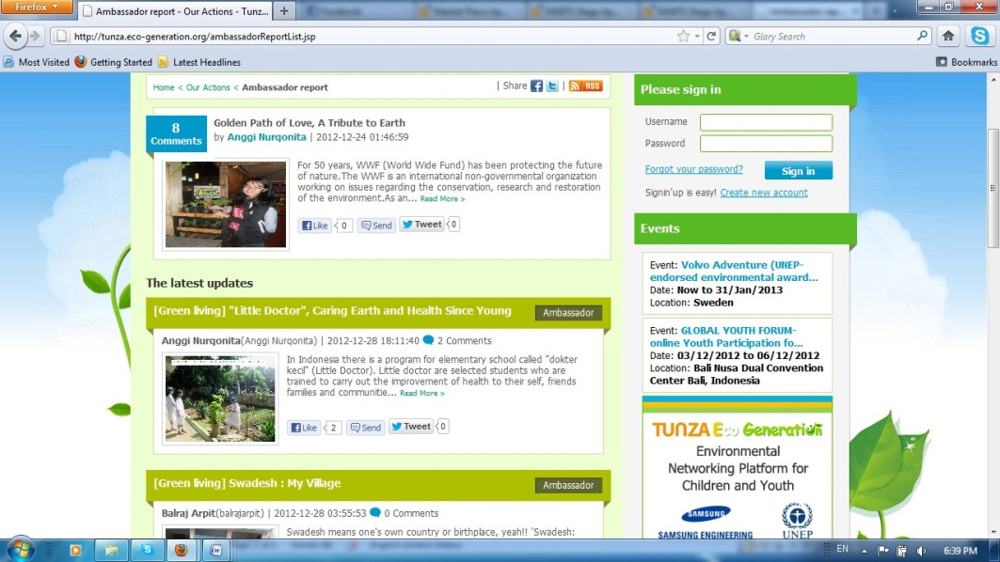 Firefox
Ambassador report - Our Actions - Tunz...
http://tunza.eco-generation.org/ambassadorReportList.jsp
Glary Search
Most Visited
Getting Started
Latest Headlines
Bookmarks
Home < Our Actions < Ambassador report
| Share | RSS
8
Comments
Golden Path of Love, A Tribute to Earth
by Anggi Nurqonita | 2012-12-24 01:46:59
For 50 years, WWF (World Wide Fund) has been protecting the future
of nature.The WWF is an international non-governmental organization
working on issues regarding the conservation, research and restoration
of the environment.As an... Read More >
Like 0 Send Tweet 0
The latest updates
[Green living] "Little Doctor", Caring Earth and Health Since Young
Ambassador
Anggi Nurqonita(Anggi Nurqonita) | 2012-12-28 18:11:40 2 Comments
In Indonesia there is a program for elementary school called "dokter
kecil" (Little Doctor). Little doctor are selected students who are
trained to carry out the improvement of health to their self, friends
families and communitie... Read More >
Like 2 Send Tweet 0
[Green living] Swadesh : My Village
Ambassador
Balraj Arpit(balrajarpit) | 2012-12-28 03:55:53 0 Comments
Swadesh means one's own country or birthplace, yeah!! 'Swadesh:
Please sign in
Username
Password
Forgot your password?
Sign in
Signin'up is easy! Create new account
Events
Event: Volvo Adventure (UNEP-
endorsed environmental award...
Date: Now to 31/Jan/2013
Location: Sweden
Event: GLOBAL YOUTH FORUM-
online Youth Participation fo...
Date: 03/12/2012 to 06/12/2012
Location: Bali Nusa Dual Convention
Center Bali, Indonesia
TUNZA Eco Generation
Environmental
Networking Platform for
Children and Youth
SAMSUNG
SAMSUNG ENGINEERING
UNEP
EN
6:39 PM